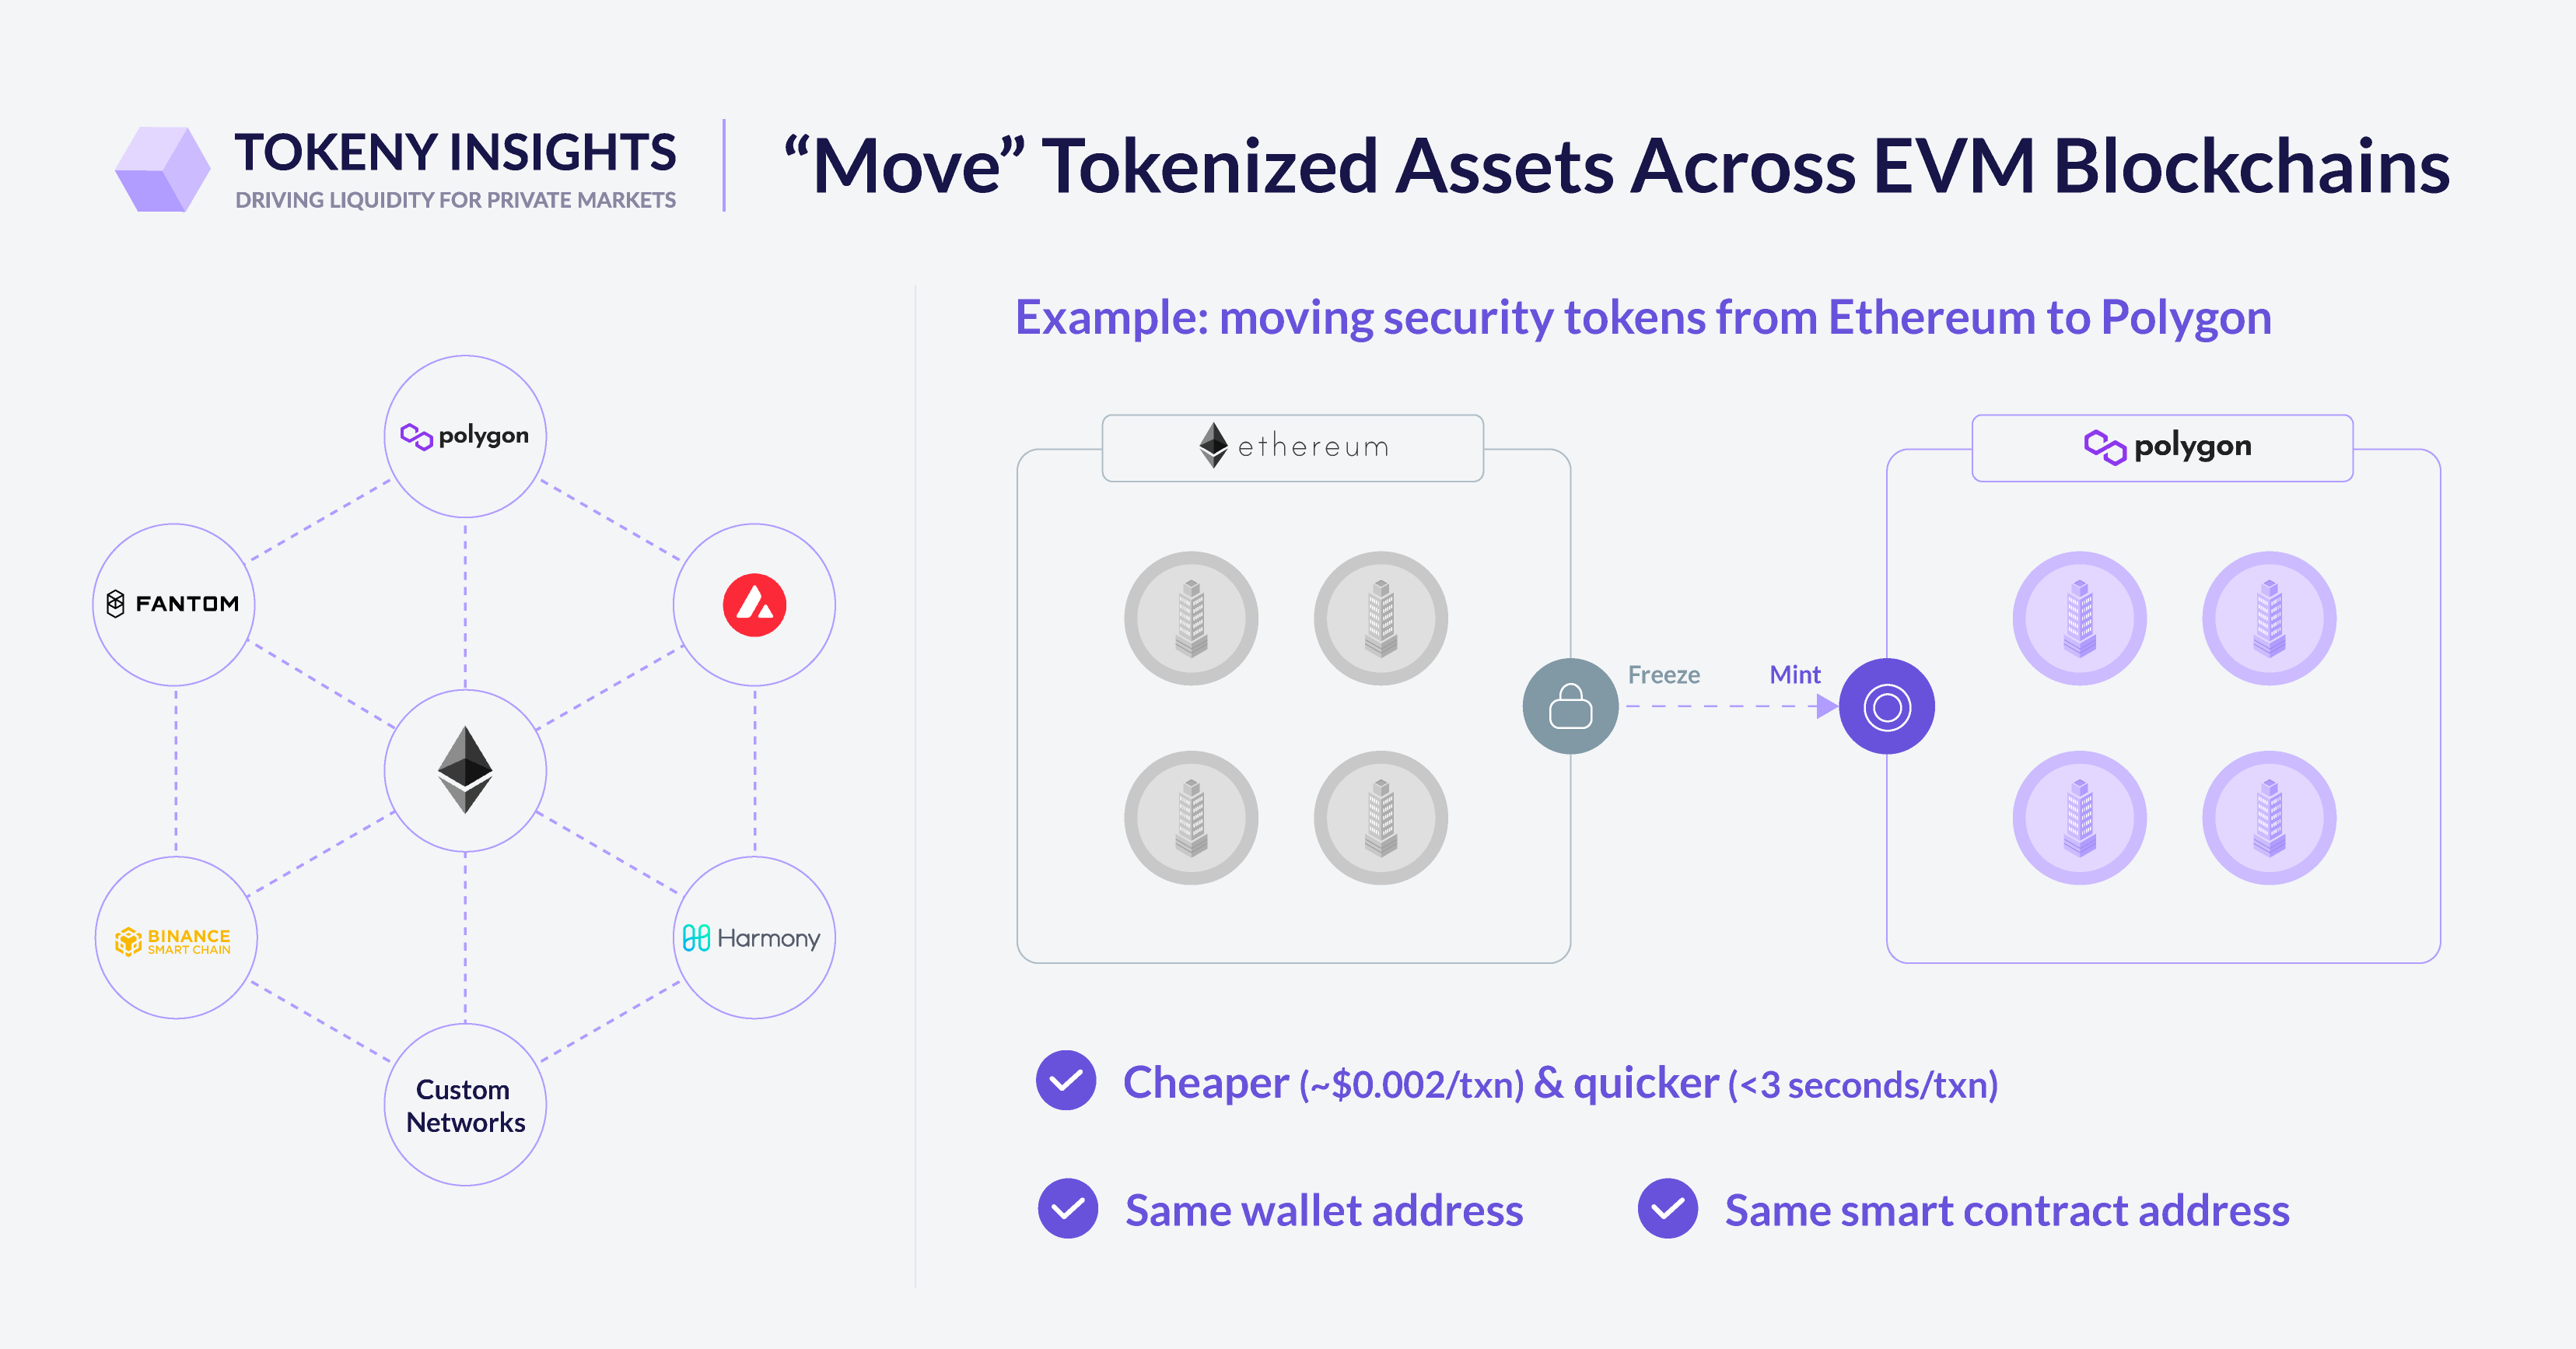 TOKENY INSIGHTS
DRIVING LIQUIDITY FOR PRIVATE MARKETS
“Move” Tokenized Assets Across EVM Blockchains
polygon
FANTOM
BINANCE
SMART CHAIN
Harmony
Custom
Networks
Example: moving security tokens from Ethereum to Polygon
ethereum
polygon
Freeze
Mint
Cheaper (~$0.002/txn) & quicker (<3 seconds/txn)
Same wallet address
Same smart contract address